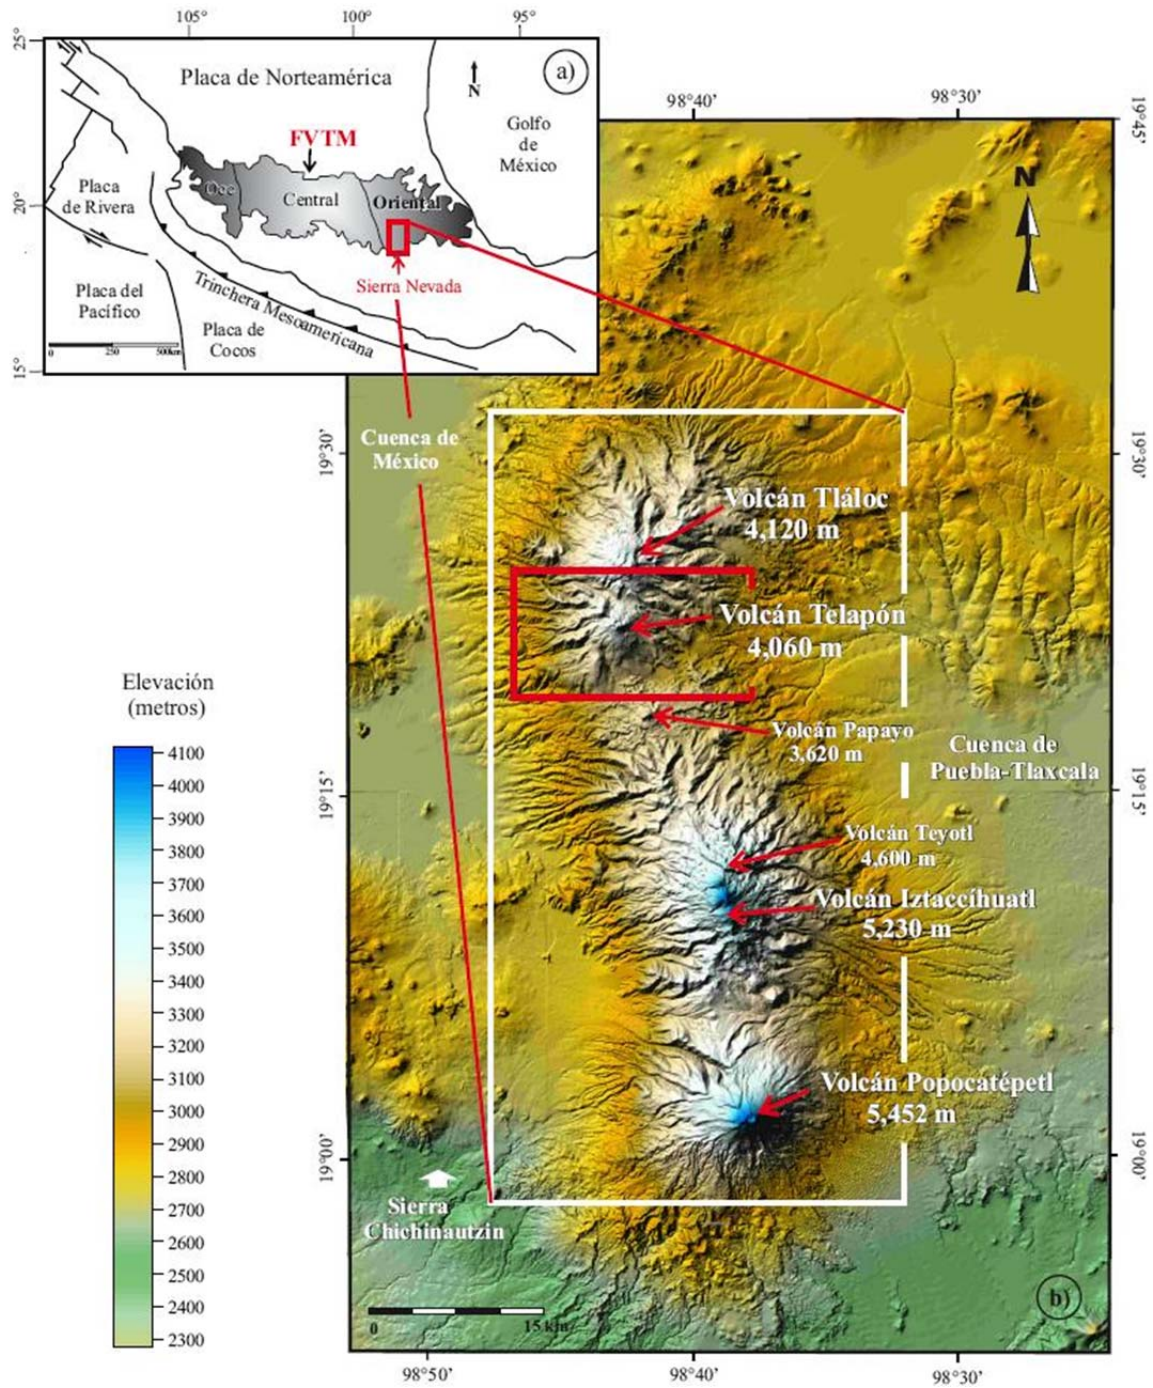 105°
100°
95°
25°
20°
15°
Placa de Norteamérica
a)
N
FVTM
Golfo
de
México
Placa
de Rivera
Occ
Central
Oriental
Sierra Nevada
Placa del
Pacífico
Trinchera Mesoamericana
Placa de
Cocos
0 250 500km
98°40’
98°30’
19°45’
N
Cuenca de
México
19°30’
19°30’
Volcán Tláloc
4,120 m
Volcán Telapón
4,060 m
Volcán Papayo
3,620 m
Cuenca de
Puebla-Tlaxcala
19°15’
19°15’
Volcán Teyotl
4,600 m
Volcán Iztaccíhuatl
5,230 m
Volcán Popocatépetl
5,452 m
19°00’
19°00’
Sierra
Chichinautzin
b)
0 15 km
98°50’
98°40’
98°30’
Elevación
(metros)
4100
4000
3900
3800
3700
3600
3500
3400
3300
3200
3100
3000
2900
2800
2700
2600
2500
2400
2300